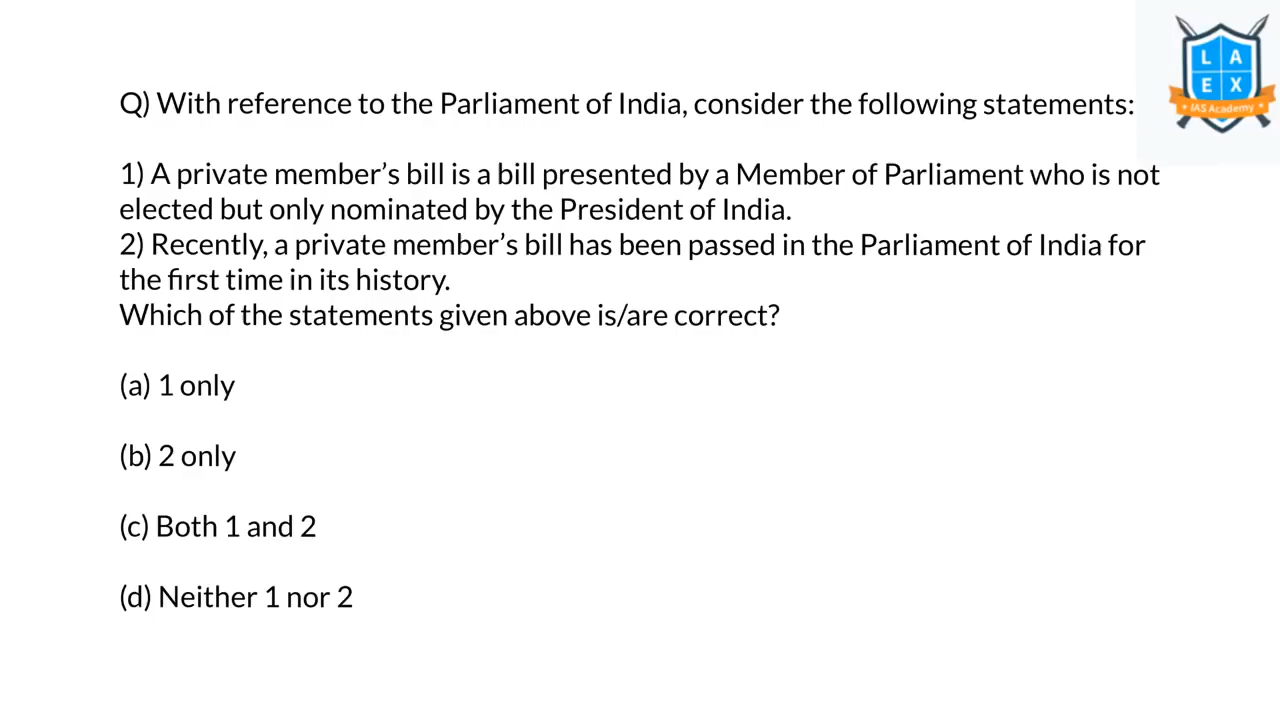 Q) With reference to the Parliament of India, consider the following statements:
1) A private member’s bill is a bill presented by a Member of Parliament who is not
elected but only nominated by the President of India.
2) Recently, a private member’s bill has been passed in the Parliament of India for
the first time in its history.
Which of the statements given above is/are correct?
(a) 1 only
(b) 2 only
(c) Both 1 and 2
(d) Neither 1 nor 2
L A
E X
IAS Academy